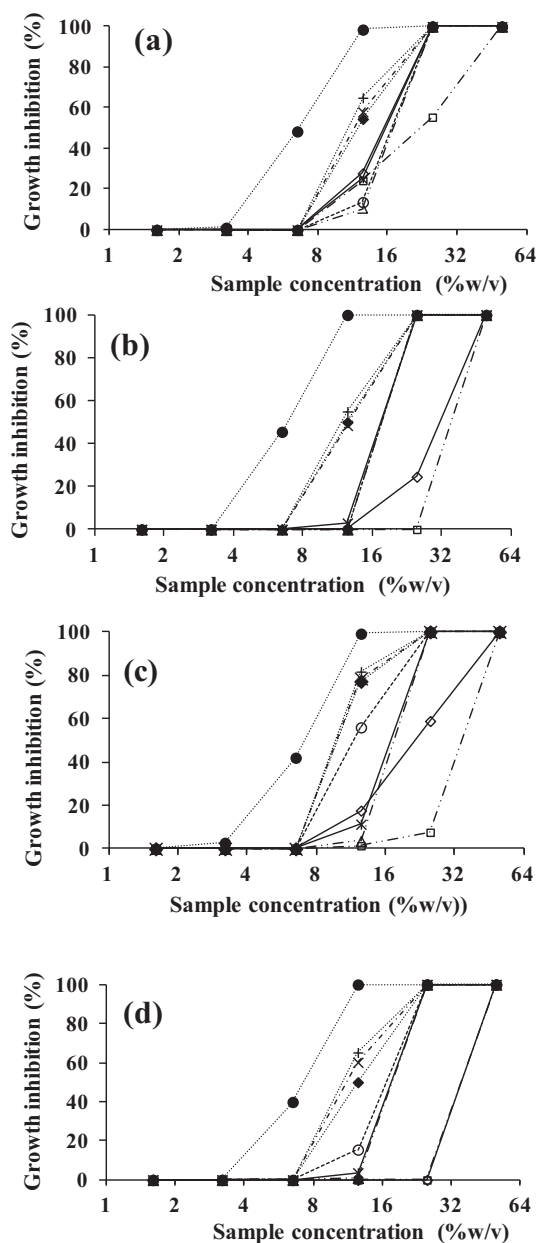 (a)
Growth inhibition (%)
100
80
60
40
20
0
1 2 4 8 16 32 64
Sample concentration (%w/v)
(b)
Growth inhibition (%)
100
80
60
40
20
0
1 2 4 8 16 32 64
Sample concentration (%w/v)
(c)
Growth inhibition (%)
100
80
60
40
20
0
1 2 4 8 16 32 64
Sample concentration (%w/v))
(d)
Growth inhibition (%)
100
80
60
40
20
0
1 2 4 8 16 32 64
Sample concentration (%w/v)